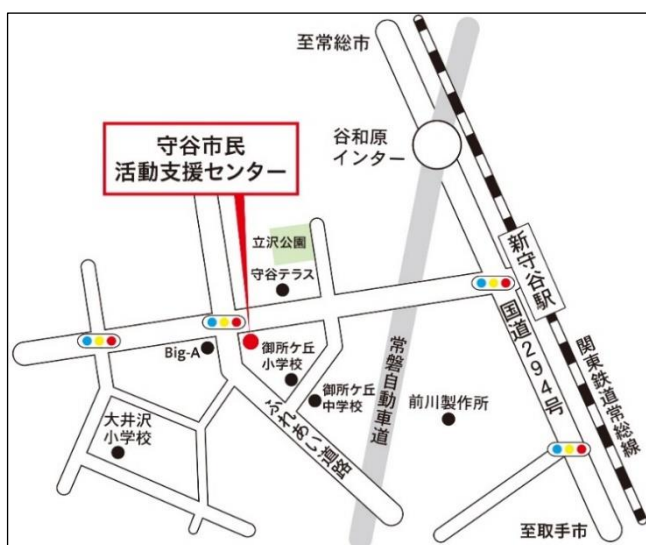 至常総市
谷和原
インター
守谷市民
活動支援センター
立沢公園
守谷テラス
新守谷駅
Big-A
御所ケ丘
小学校
御所ケ丘
中学校
常磐自動車道
前川製作所
国道294号
関東鉄道常総線
大井沢
小学校
ふれあい道路
至取手市